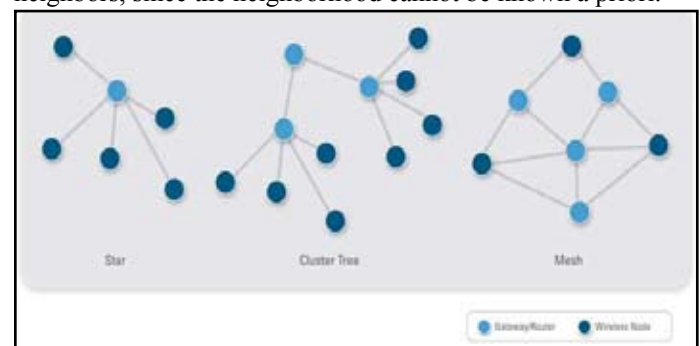 neighbors, since the neighborhood cannot be known a priori.
Star Cluster Tree Mesh
Gateway/Router Wireless Node